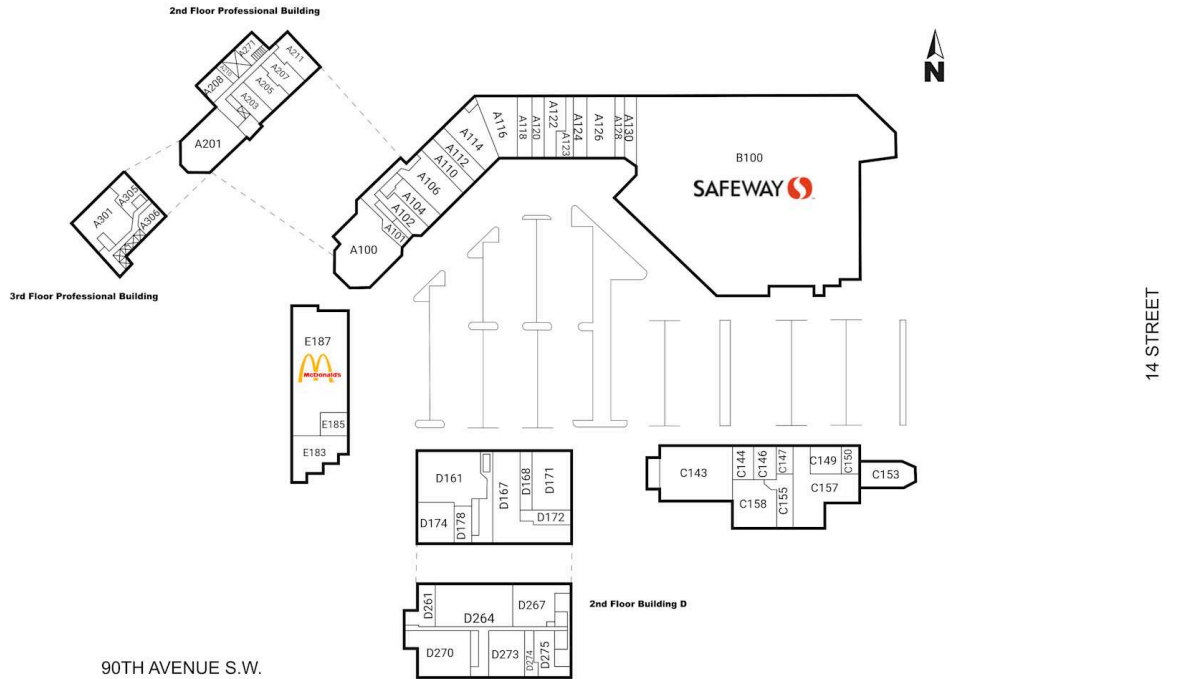 2nd Floor Professional Building
A271
A211
A210
A207
A208
A205
A203
A201
A305
A301
A306
3rd Floor Professional Building
A116
A118
A120
A122
A123
A124
A126
A128
A130
A114
A112
A110
A106
A104
A102
A101
A100
B100
SAFEWAY
N
14 STREET
E187
McDonald's
E185
E183
D161
D167
D168
D171
D172
D174
D178
C143
C144
C146
C147
C149
C150
C153
C158
C155
C157
D261
D264
D267
D270
D273
D274
D275
2nd Floor Building D
90TH AVENUE S.W.